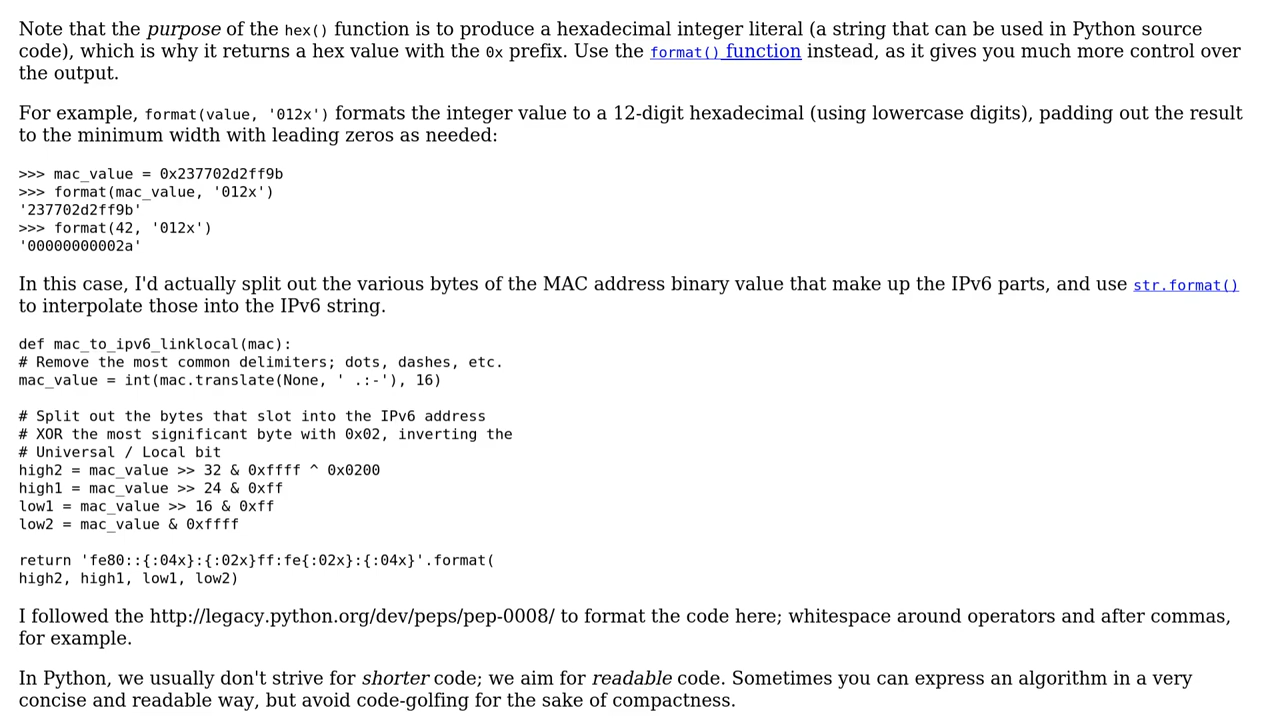 Note that the purpose of the hex() function is to produce a hexadecimal integer literal (a string that can be used in Python source
code), which is why it returns a hex value with the 0x prefix. Use the format() function instead, as it gives you much more control over
the output.
For example, format(value, '012x') formats the integer value to a 12-digit hexadecimal (using lowercase digits), padding out the result
to the minimum width with leading zeros as needed:
>>> mac_value = 0x237702d2ff9b
>>> format(mac_value, '012x')
'237702d2ff9b'
>>> format(42, '012x')
'00000000002a'
In this case, I'd actually split out the various bytes of the MAC address binary value that make up the IPv6 parts, and use str.format()
to interpolate those into the IPv6 string.
def mac_to_ipv6_linklocal(mac):
# Remove the most common delimiters; dots, dashes, etc.
mac_value = int(mac.translate(None, ' .:-'), 16)
# Split out the bytes that slot into the IPv6 address
# XOR the most significant byte with 0x02, inverting the
# Universal / Local bit
high2 = mac_value >> 32 & 0xffff ^ 0x0200
high1 = mac_value >> 24 & 0xff
low1 = mac_value >> 16 & 0xff
low2 = mac_value & 0xffff
return 'fe80::{:04x}:{:02x}ff:fe{:02x}:{:04x}'.format(
high2, high1, low1, low2)
I followed the http://legacy.python.org/dev/peps/pep-0008/ to format the code here; whitespace around operators and after commas,
for example.
In Python, we usually don't strive for shorter code; we aim for readable code. Sometimes you can express an algorithm in a very
concise and readable way, but avoid code-golfing for the sake of compactness.